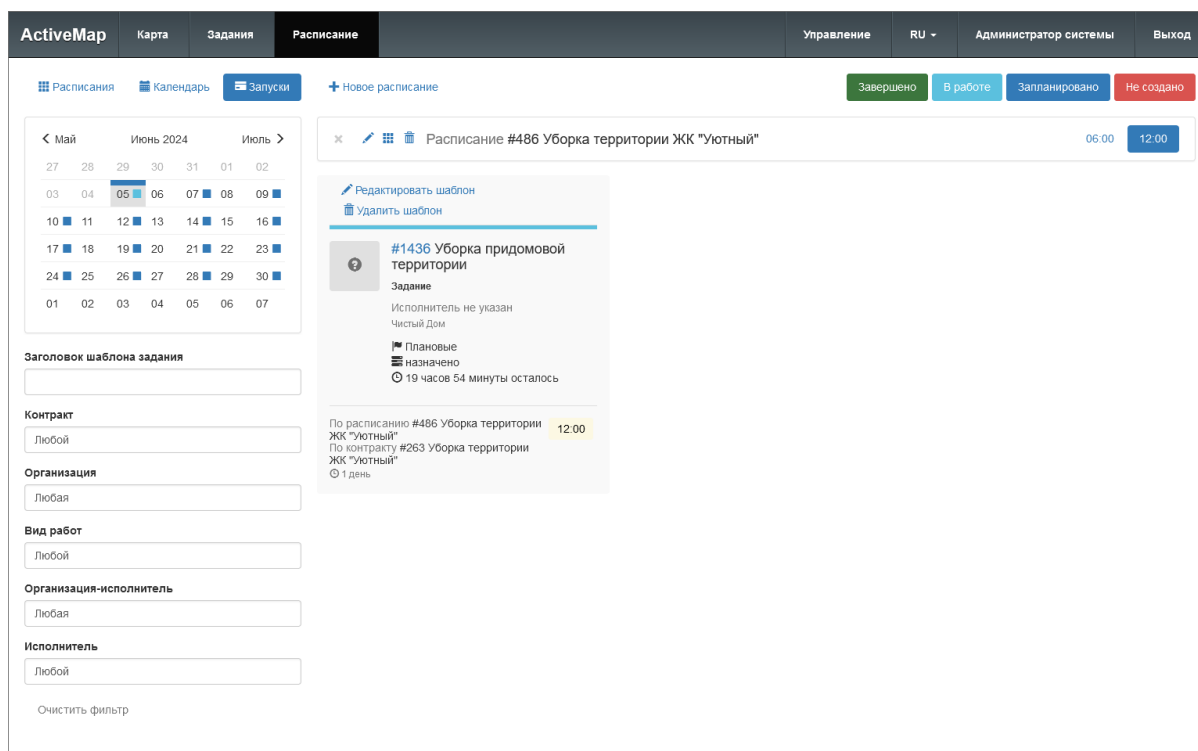 ActiveMap Карта Задания Расписание Управление RU Администратор системы Выход
Расписания Календарь Запуски Новое расписание Завершено В работе Запланировано Не создано
Май Июнь 2024 Июль
27 28 29 30 31 01 02
03 04 05 06 07 08 09
10 11 12 13 14 15 16
17 18 19 20 21 22 23
24 25 26 27 28 29 30
01 02 03 04 05 06 07
Заголовок шаблона задания
Контракт
Любой
Организация
Любая
Вид работ
Любой
Организация-исполнитель
Любая
Исполнитель
Любой
Очистить фильтр
Расписание #486 Уборка территории ЖК "Уютный" 06:00 12:00
Редактировать шаблон
Удалить шаблон
#1436 Уборка придомовой
территории
Задание
Исполнитель не указан
Чистый Дом
Плановые
назначено
19 часов 54 минуты осталось
По расписанию #486 Уборка территории
ЖК "Уютный"
12:00
По контракту #263 Уборка территории
ЖК "Уютный"
1 день